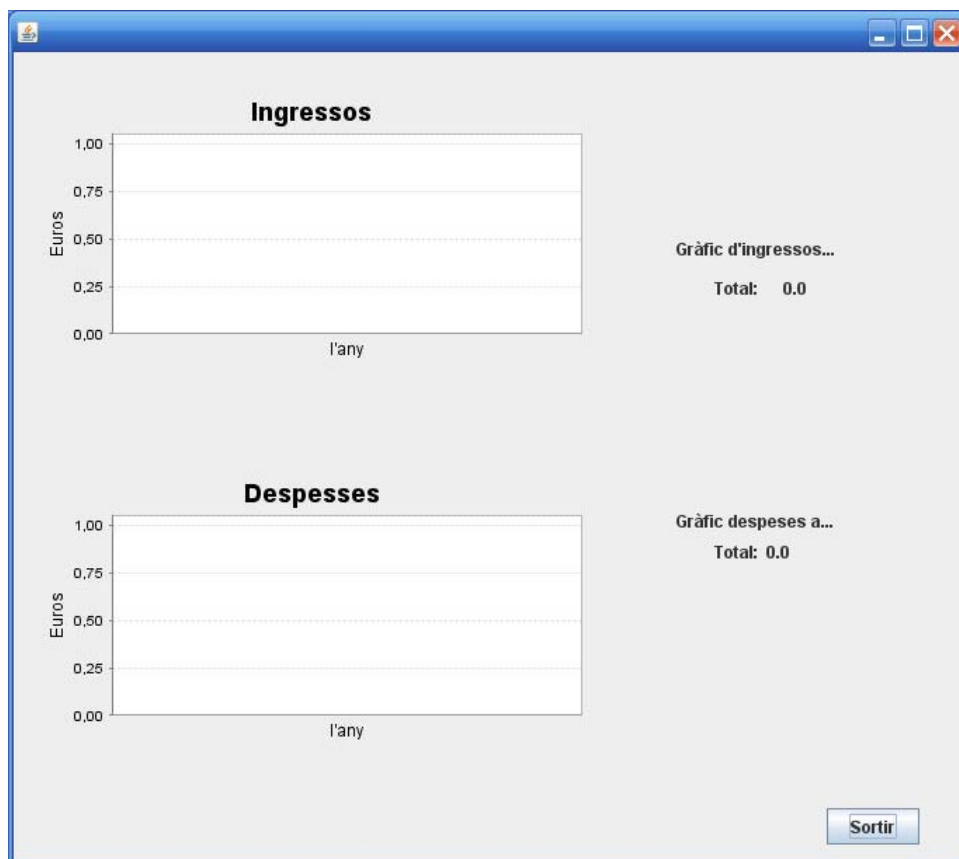 Ingressos
1,00
0,75
0,50
0,25
0,00
Euros
l'any
Gràfic d'ingressos...
Total: 0.0
Despesses
1,00
0,75
0,50
0,25
0,00
Euros
l'any
Gràfic despeses a...
Total: 0.0
Sortir